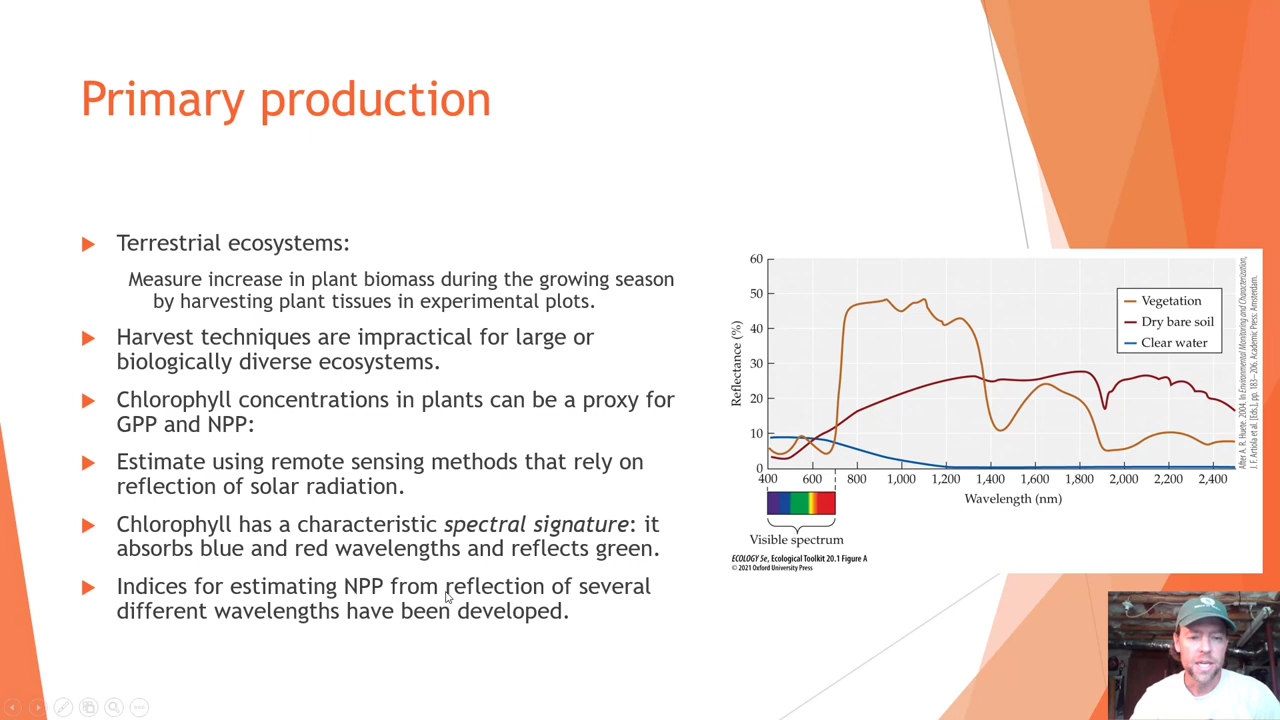 Primary production
Terrestrial ecosystems:
Measure increase in plant biomass during the growing season
by harvesting plant tissues in experimental plots.
Harvest techniques are impractical for large or
biologically diverse ecosystems.
Chlorophyll concentrations in plants can be a proxy for
GPP and NPP:
Estimate using remote sensing methods that rely on
reflection of solar radiation.
Chlorophyll has a characteristic spectral signature: it
absorbs blue and red wavelengths and reflects green.
Indices for estimating NPP from reflection of several
different wavelengths have been developed.
60
50
40
30
20
10
0
Reflectance (%)
Vegetation
Dry bare soil
Clear water
400 600 800 1,000 1,200 1,400 1,600 1,800 2,000 2,200 2,400
Wavelength (nm)
Visible spectrum
After A. R. Huete. 2004. In Environmental Monitoring and Characterization,
J. F. Artiola et al. [Eds.], pp. 183–206. Academic Press: Amsterdam.
ECOLOGY 5e, Ecological Toolkit 20.1 Figure A
© 2021 Oxford University Press